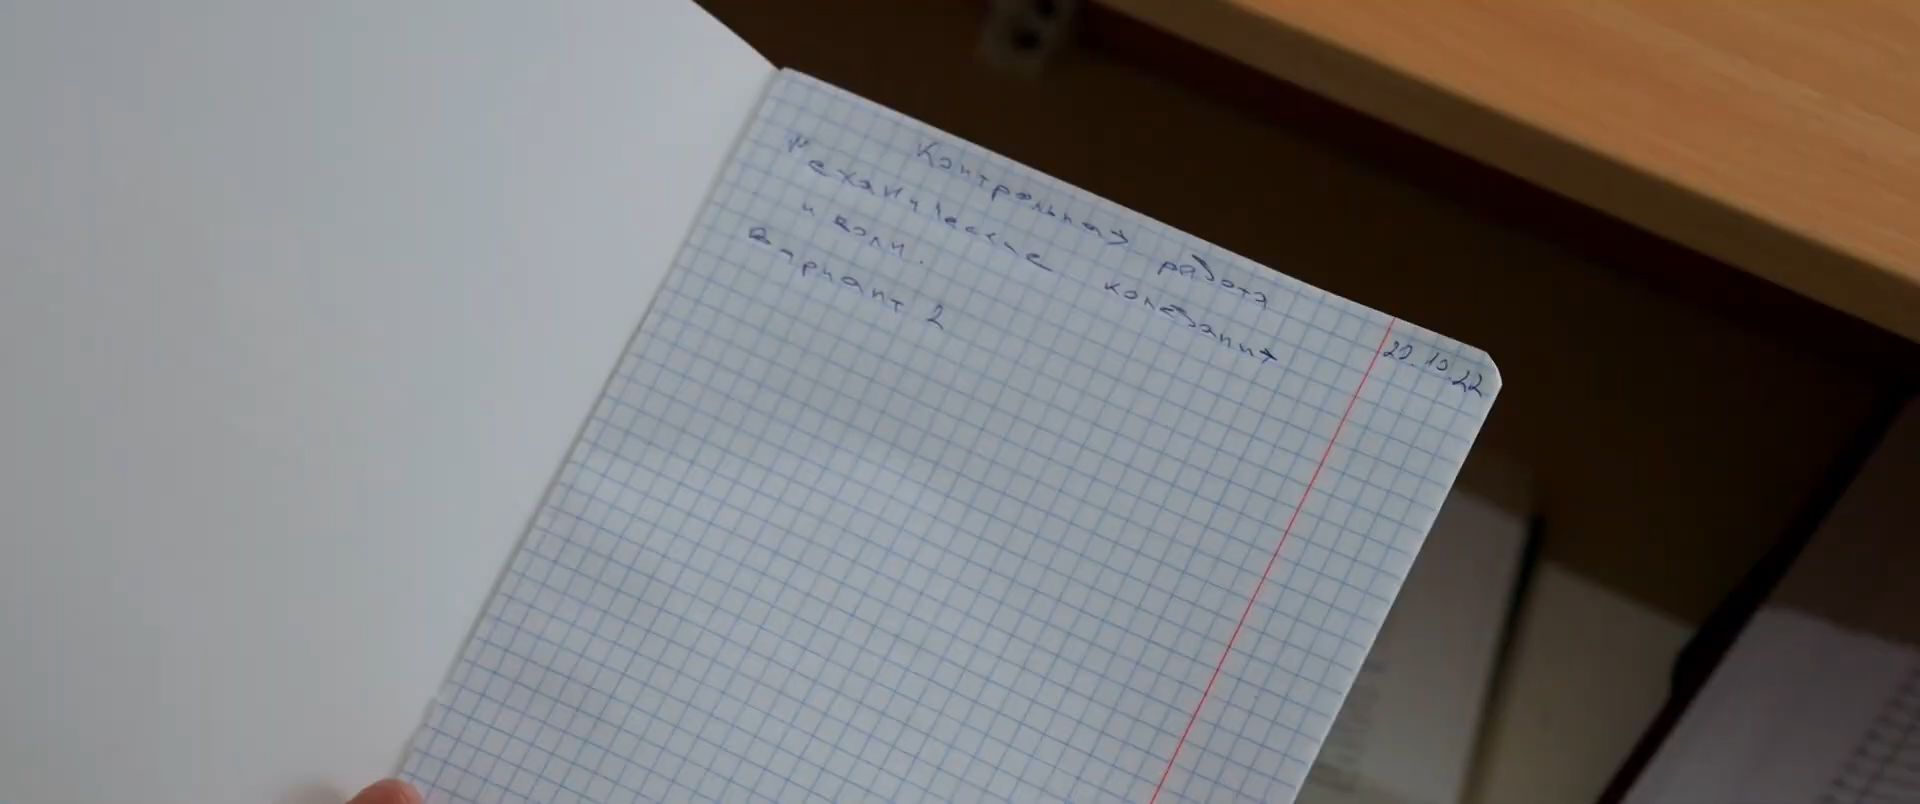 Контрольная работа
Механические колебания
и волн.
Вариант 2
20.10.22